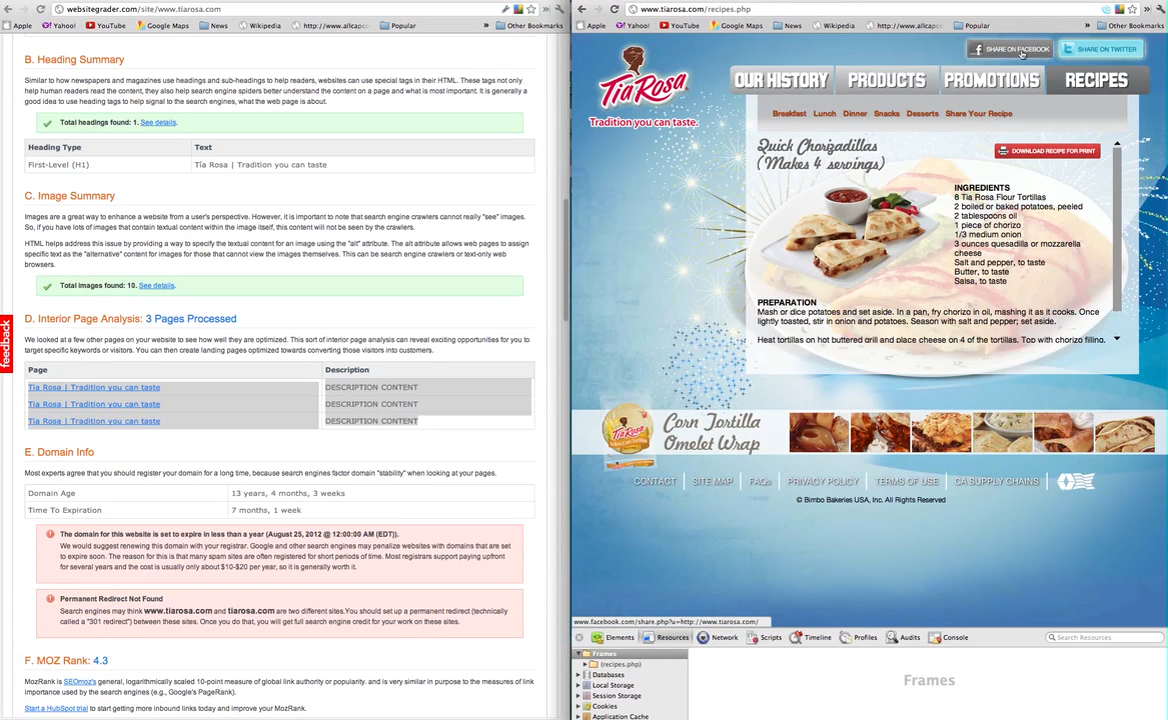 websitegrader.com/site/www.tiarosa.com
Apple Yahoo! YouTube Google Maps News Wikipedia http://www.allcapco... Popular » Other Bookmarks
B. Heading Summary
Similar to how newspapers and magazines use headings and sub-headings to help readers, websites can use special tags in their HTML. These tags not only
help human readers read the content, they also help search engine spiders better understand the content on a page and what is most important. It is generally a
good idea to use heading tags to help signal to the search engines, what the web page is about.
Total headings found: 1. See details.
Heading Type Text
First-Level (H1) Tía Rosa | Tradition you can taste
C. Image Summary
Images are a great way to enhance a website from a user's perspective. However, it is important to note that search engine crawlers cannot really "see" images.
So, if you have lots of images that contain textual content within the image itself, this content will not be seen by the crawlers.
HTML helps address this issue by providing a way to specify the textual content for an image using the "alt" attribute. The alt attribute allows web pages to assign
specific text as the "alternative" content for images for those that cannot view the images themselves. This can be search engine crawlers or text-only web
browsers.
Total images found: 10. See details.
D. Interior Page Analysis: 3 Pages Processed
We looked at a few other pages on your website to see how well they are optimized. This sort of interior page analysis can reveal exciting opportunities for you to
target specific keywords or visitors. You can then create landing pages optimized towards converting those visitors into customers.
Page Description
Tia Rosa | Tradition you can taste DESCRIPTION CONTENT
Tia Rosa | Tradition you can taste DESCRIPTION CONTENT
Tia Rosa | Tradition you can taste DESCRIPTION CONTENT
feedback
E. Domain Info
Most experts agree that you should register your domain for a long time, because search engines factor domain "stability" when looking at your pages.
Domain Age 13 years, 4 months, 3 weeks
Time To Expiration 7 months, 1 week
The domain for this website is set to expire in less than a year (August 25, 2012 @ 12:00:00 AM (EDT)).
We would suggest renewing this domain with your registrar. Google and other search engines may penalize websites with domains that are set
to expire soon. The reason for this is that many spam sites are often registered for short periods of time. Most registrars support paying upfront
for several years and the cost is usually only about $10-$20 per year, so it is generally worth it.
Permanent Redirect Not Found
Search engines may think www.tiarosa.com and tiarosa.com are two different sites.You should set up a permanent redirect (technically
called a "301 redirect") between these sites. Once you do that, you will get full search engine credit for your work on these sites.
F. MOZ Rank: 4.3
MozRank is SEOmoz's general, logarithmically scaled 10-point measure of global link authority or popularity. and is very similar in purpose to the measures of link
importance used by the search engines (e.g., Google's PageRank).
Start a HubSpot trial to start getting more inbound links today and improve your MozRank.
www.tiarosa.com/recipes.php
Apple Yahoo! YouTube Google Maps News Wikipedia http://www.allcapco... Popular » Other Bookmarks
SHARE ON FACEBOOK SHARE ON TWITTER
Tia Rosa
Tradition you can taste.
OUR HISTORY PRODUCTS PROMOTIONS RECIPES
Breakfast Lunch Dinner Snacks Desserts Share Your Recipe
Quick Chorizadillas
(Makes 4 servings)
DOWNLOAD RECIPE FOR PRINT
INGREDIENTS
8 Tia Rosa Flour Tortillas
2 boiled or baked potatoes, peeled
2 tablespoons oil
1 piece of chorizo
1/3 medium onion
3 ounces quesadilla or mozzarella
cheese
Salt and pepper, to taste
Butter, to taste
Salsa, to taste
PREPARATION
Mash or dice potatoes and set aside. In a pan, fry chorizo in oil, mashing it as it cooks. Once
lightly toasted, stir in onion and potatoes. Season with salt and pepper; set aside.
Heat tortillas on hot buttered grill and place cheese on 4 of the tortillas. Top with chorizo filling.
Tia Rosa
Corn Tortilla
Omelet Wrap
CONTACT SITE MAP FAQs PRIVACY POLICY TERMS OF USE CA SUPPLY CHAINS
© Bimbo Bakeries USA, Inc. All Rights Reserved
www.facebook.com/share.php?u=http://www.tiarosa.com/
Elements Resources Network Scripts Timeline Profiles Audits Console Search Resources
Frames
(recipes.php)
Databases
Local Storage
Session Storage
Cookies
Application Cache
Frames